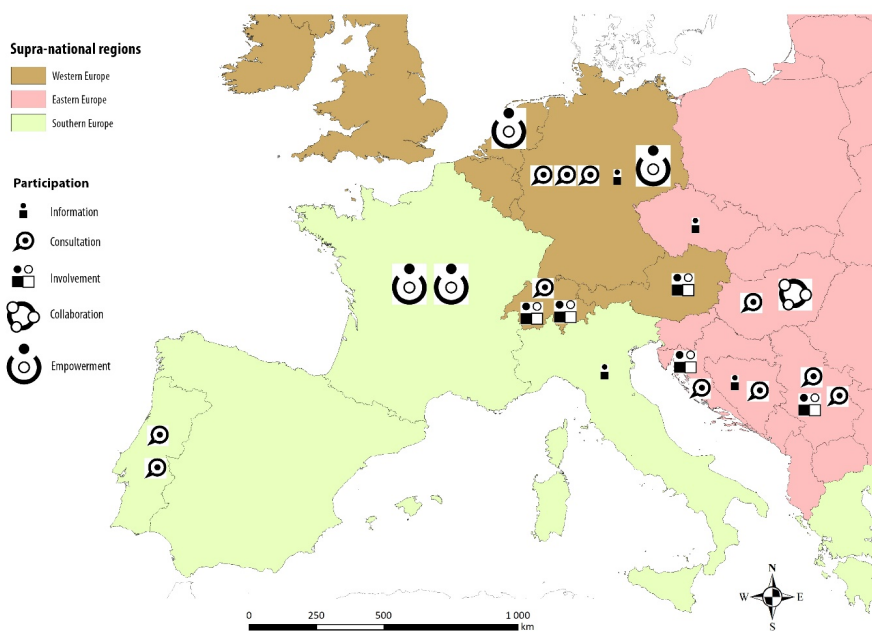 Supra-national regions
Western Europe
Eastern Europe
Southern Europe
Participation
Information
Consultation
Involvement
Collaboration
Empowerment
N
W E
S
0 250 500 1 000
km